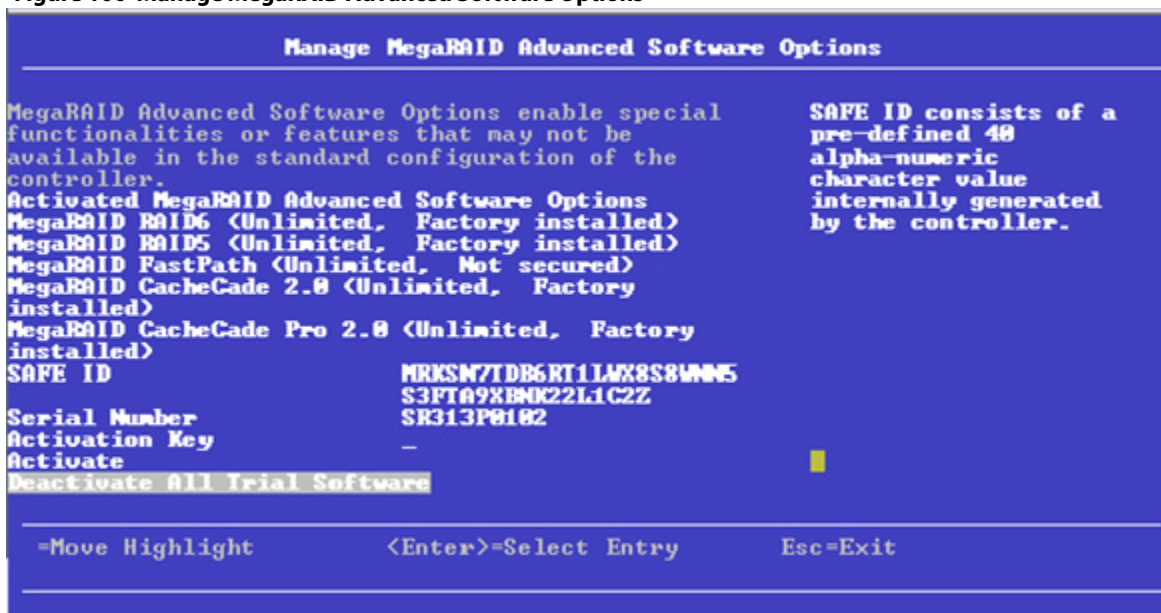 Manage MegaRAID Advanced Software Options
MegaRAID Advanced Software Options enable special
functionalities or features that may not be
available in the standard configuration of the
controller.
Activated MegaRAID Advanced Software Options
MegaRAID RAID6 (Unlimited, Factory installed)
MegaRAID RAID5 (Unlimited, Factory installed)
MegaRAID FastPath (Unlimited, Not secured)
MegaRAID CacheCade 2.0 (Unlimited, Factory
installed)
MegaRAID CacheCade Pro 2.0 (Unlimited, Factory
installed)
SAFE ID
Serial Number SR313P0102
Activation Key _
Activate
Deactivate All Trial Software
SAFE ID consists of a
pre-defined 40
alpha-numeric
character value
internally generated
by the controller.
=Move Highlight <Enter>=Select Entry Esc=Exit